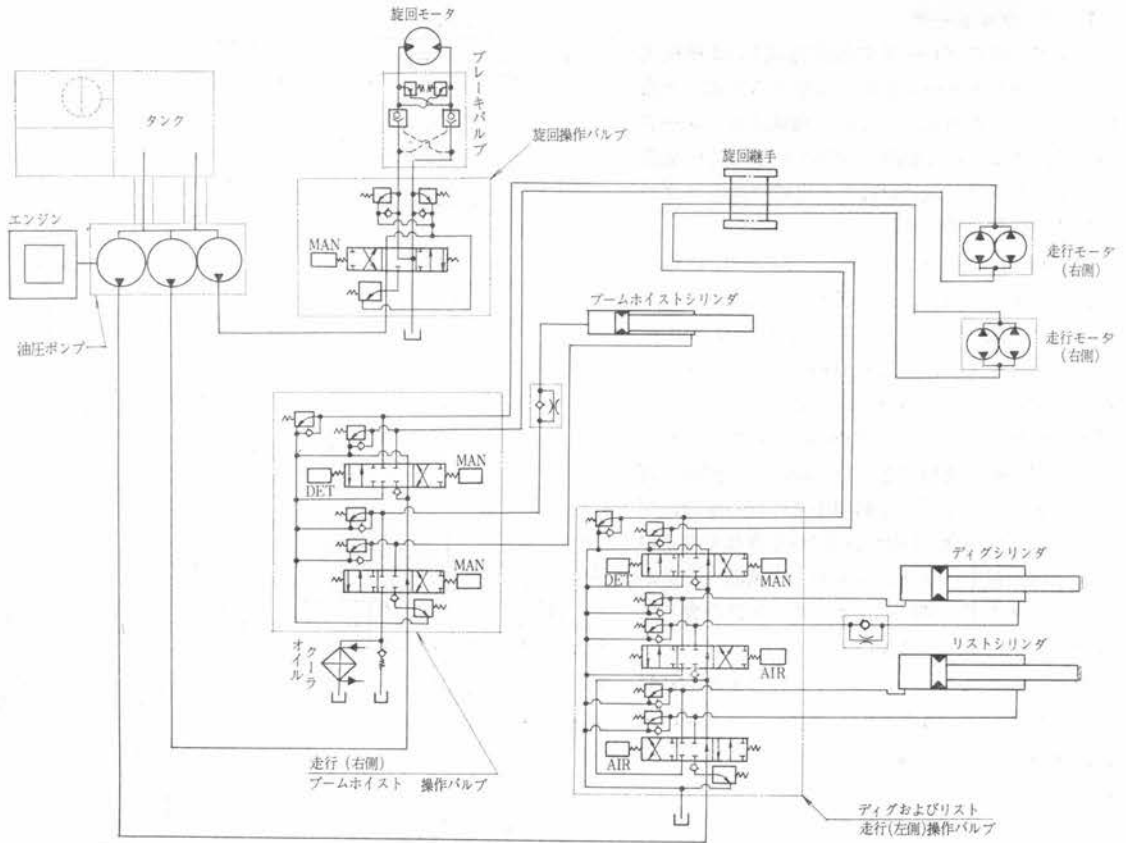 旋回モータ
タンク
ブレーキバルブ
旋回操作バルブ
旋回継手
エンジン
MAN
走行モータ
(右側)
ブームホイストシリンダ
油圧ポンプ
走行モータ
(右側)
MAN
DET
ディグシリンダ
DET
MAN
MAN
リストシリンダ
オイル
クーラ
AIR
AIR
走行(右側)
ブームホイスト 操作バルブ
ディグおよびリスト
走行(左側)操作バルブ